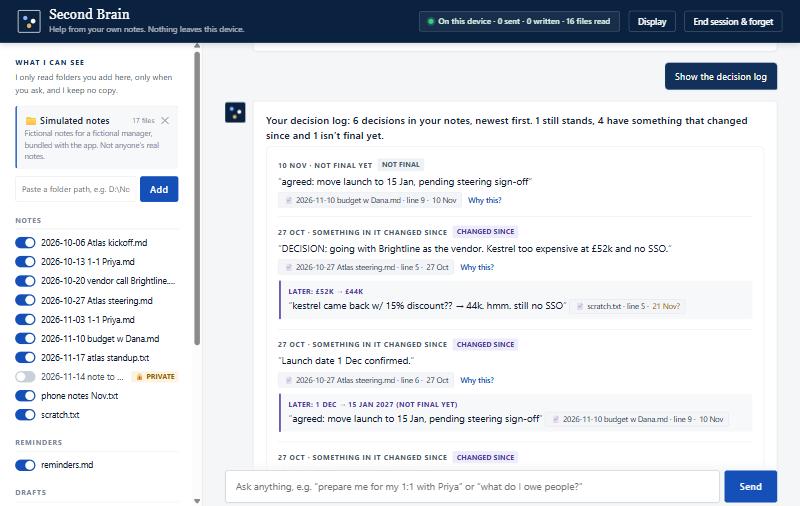 Second Brain
Help from your own notes. Nothing leaves this device.
On this device · 0 sent · 0 written · 16 files read
Display
End session & forget
WHAT I CAN SEE
I only read folders you add here, only when
you ask, and I keep no copy.
Simulated notes
17 files
Fictional notes for a fictional manager,
bundled with the app. Not anyone's real
notes.
Paste a folder path, e.g. D:\No
Add
NOTES
2026-10-06 Atlas kickoff.md
2026-10-13 1-1 Priya.md
2026-10-20 vendor call Brightline....
2026-10-27 Atlas steering.md
2026-11-03 1-1 Priya.md
2026-11-10 budget w Dana.md
2026-11-17 atlas standup.txt
2026-11-14 note to ...
PRIVATE
phone notes Nov.txt
scratch.txt
REMINDERS
reminders.md
DRAFTS
Show the decision log
Your decision log: 6 decisions in your notes, newest first. 1 still stands, 4 have something that changed
since and 1 isn't final yet.
10 NOV · NOT FINAL YET NOT FINAL
"agreed: move launch to 15 Jan, pending steering sign-off"
2026-11-10 budget w Dana.md · line 9 · 10 Nov
Why this?
27 OCT · SOMETHING IN IT CHANGED SINCE CHANGED SINCE
"DECISION: going with Brightline as the vendor. Kestrel too expensive at £52k and no SSO."
2026-10-27 Atlas steering.md · line 5 · 27 Oct
Why this?
LATER: £52K → £44K
"kestrel came back w/ 15% discount?? → 44k. hmm. still no SSO" scratch.txt · line 5 · 21 Nov?
27 OCT · SOMETHING IN IT CHANGED SINCE CHANGED SINCE
"Launch date 1 Dec confirmed."
2026-10-27 Atlas steering.md · line 6 · 27 Oct
Why this?
LATER: 1 DEC → 15 JAN 2027 (NOT FINAL YET)
"agreed: move launch to 15 Jan, pending steering sign-off" 2026-11-10 budget w Dana.md · line 9 · 10 Nov
27 OCT · SOMETHING IN IT CHANGED SINCE CHANGED SINCE
Ask anything, e.g. "prepare me for my 1:1 with Priya" or "what do I owe people?"
Send